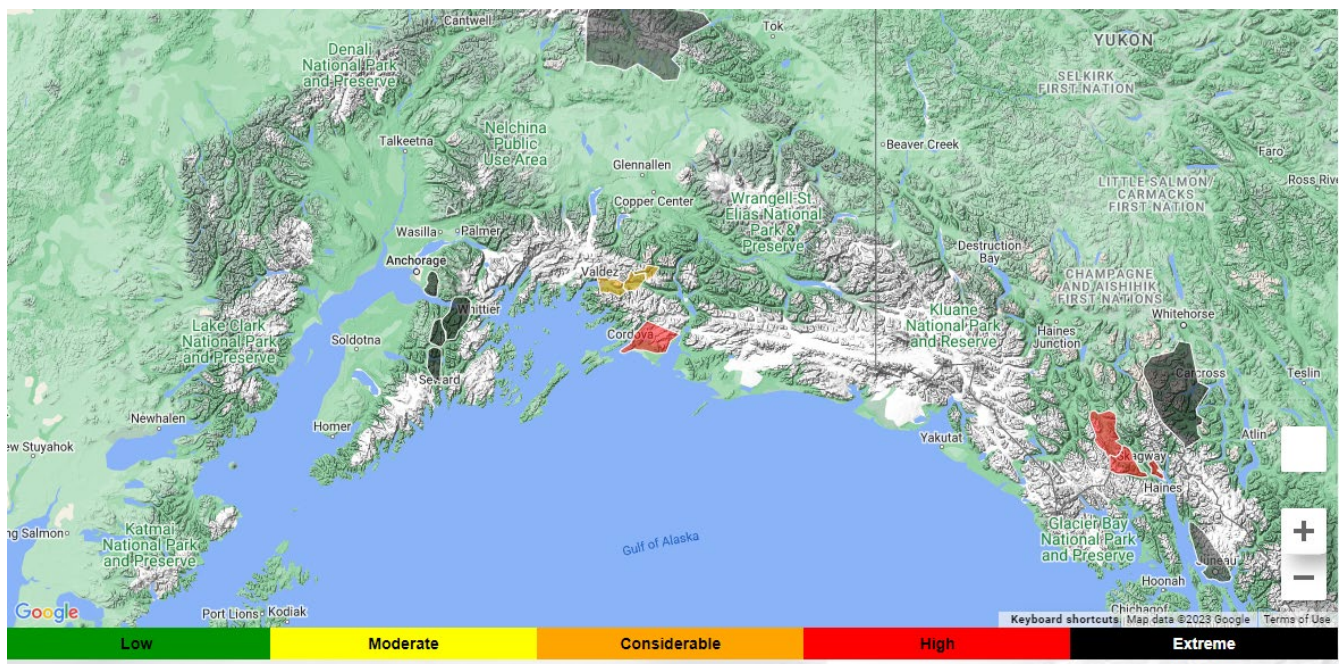 Cantwell
Tok
YUKON
Denali
National Park
and Preserve
SELKIRK
FIRST NATION
Nelchina
Public
Use Area
Talkeetna
Beaver Creek
Faro
Glennallen
Ross Rive
LITTLE SALMON/
CARMACKS
FIRST NATION
Copper Center
Wrangell-St.
Elias National
Park &
Preserve
Wasilla
Palmer
Destruction
Bay
Anchorage
Valdez
CHAMPAGNE
AND AISHIHIK
FIRST NATIONS
Whittier
Kluane
National Park
and Reserve
Whitehorse
Lake Clark
National Park
and Preserve
Soldotna
Cordova
Haines
Junction
Seward
Carcross
Teslin
Newhalen
Homer
Yakutat
Atlin
ew Stuyahok
Skagway
Haines
Katmai
National Park
and Preserve
ng Salmon
Gulf of Alaska
Glacier Bay
National Park
and Preserve
Juneau
Hoonah
Google
Port Lions
Kodiak
Chichagof
Keyboard shortcuts
Map data ©2023 Google
Terms of Use
Low
Moderate
Considerable
High
Extreme